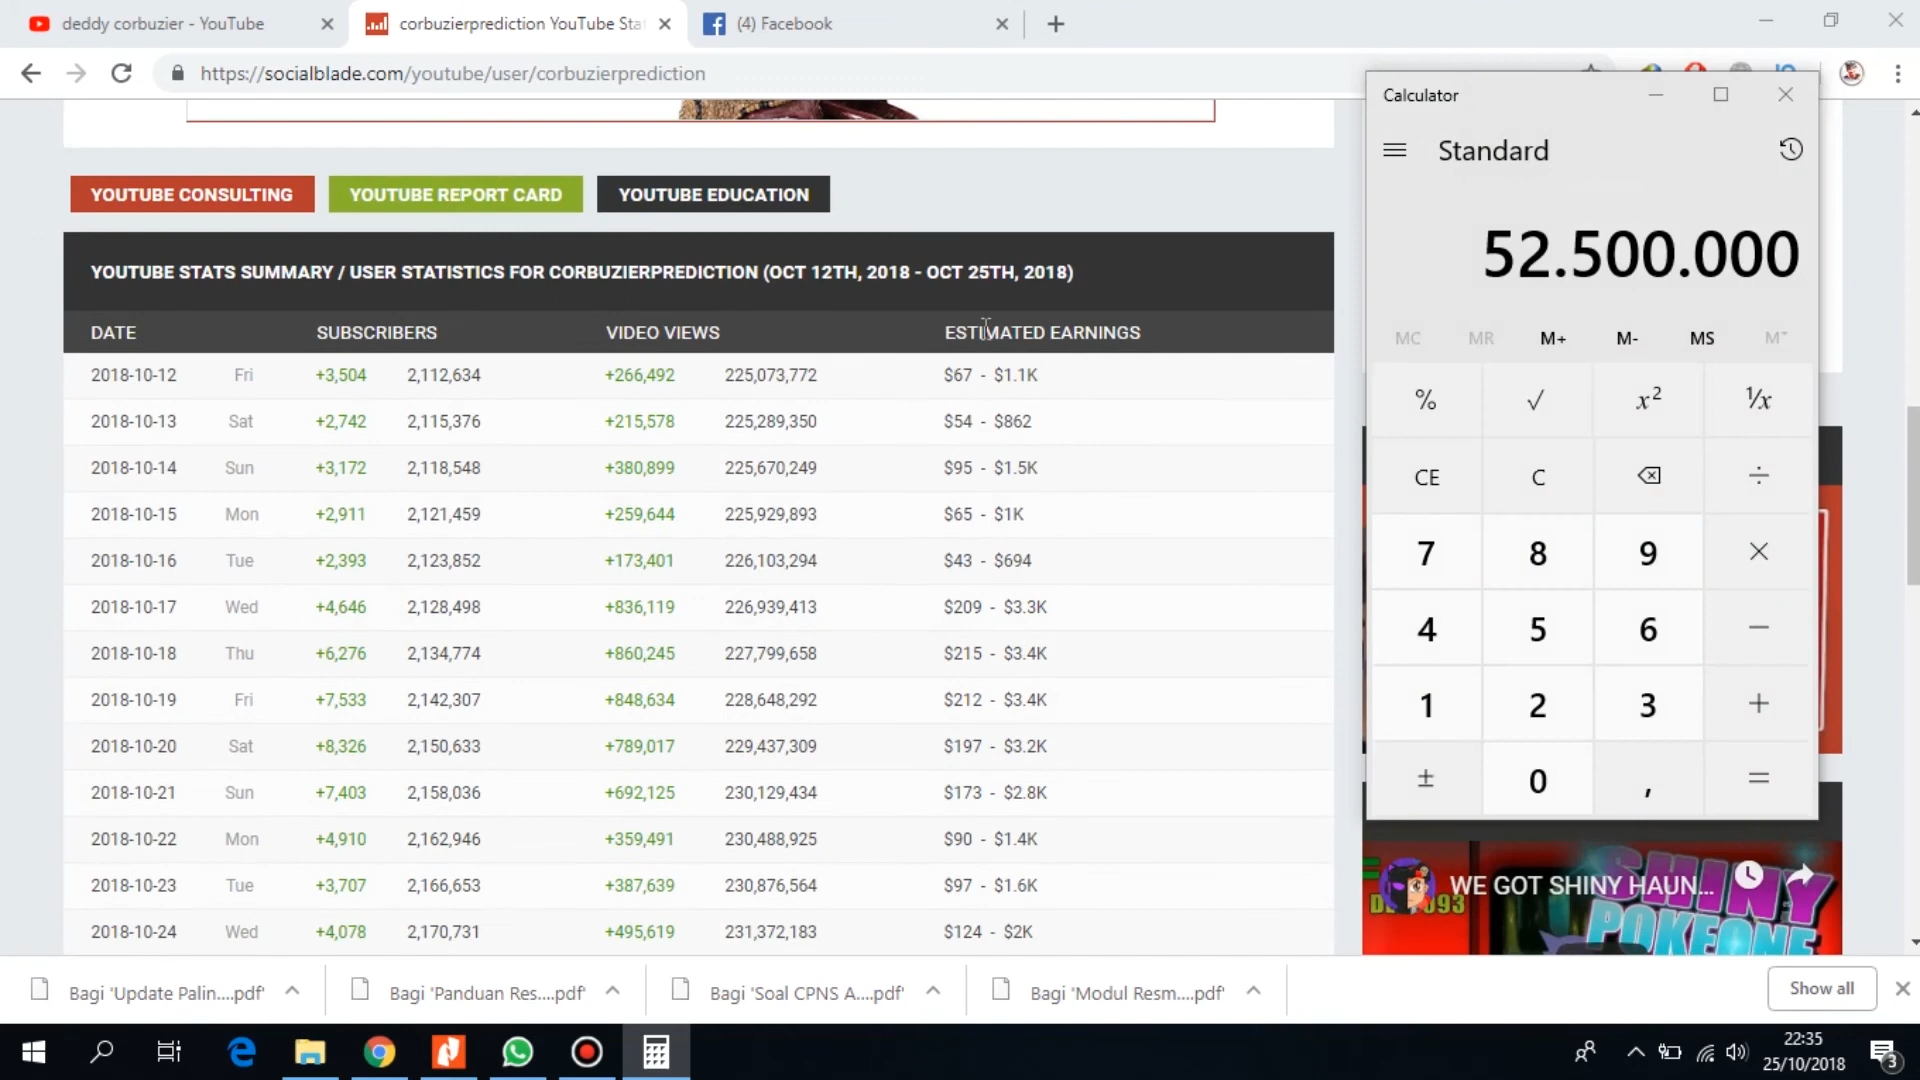 deddy corbuzier - YouTube
corbuzierprediction YouTube Sta
(4) Facebook
https://socialblade.com/youtube/user/corbuzierprediction
YOUTUBE CONSULTING
YOUTUBE REPORT CARD
YOUTUBE EDUCATION
YOUTUBE STATS SUMMARY / USER STATISTICS FOR CORBUZIERPREDICTION (OCT 12TH, 2018 - OCT 25TH, 2018)
DATE SUBSCRIBERS VIDEO VIEWS ESTIMATED EARNINGS
2018-10-12 Fri +3,504 2,112,634 +266,492 225,073,772 $67 - $1.1K
2018-10-13 Sat +2,742 2,115,376 +215,578 225,289,350 $54 - $862
2018-10-14 Sun +3,172 2,118,548 +380,899 225,670,249 $95 - $1.5K
2018-10-15 Mon +2,911 2,121,459 +259,644 225,929,893 $65 - $1K
2018-10-16 Tue +2,393 2,123,852 +173,401 226,103,294 $43 - $694
2018-10-17 Wed +4,646 2,128,498 +836,119 226,939,413 $209 - $3.3K
2018-10-18 Thu +6,276 2,134,774 +860,245 227,799,658 $215 - $3.4K
2018-10-19 Fri +7,533 2,142,307 +848,634 228,648,292 $212 - $3.4K
2018-10-20 Sat +8,326 2,150,633 +789,017 229,437,309 $197 - $3.2K
2018-10-21 Sun +7,403 2,158,036 +692,125 230,129,434 $173 - $2.8K
2018-10-22 Mon +4,910 2,162,946 +359,491 230,488,925 $90 - $1.4K
2018-10-23 Tue +3,707 2,166,653 +387,639 230,876,564 $97 - $1.6K
2018-10-24 Wed +4,078 2,170,731 +495,619 231,372,183 $124 - $2K
Calculator
Standard
52.500.000
MC MR M+ M- MS M˅
% √ x² ¹/x
CE C ÷
7 8 9 ×
4 5 6 −
1 2 3 +
± 0 , =
WE GOT SHINY HAUN...
SHINY
POKEONE
Bagi 'Update Palin....pdf'
Bagi 'Panduan Res....pdf'
Bagi 'Soal CPNS A....pdf'
Bagi 'Modul Resm....pdf'
Show all
22:35
25/10/2018
3